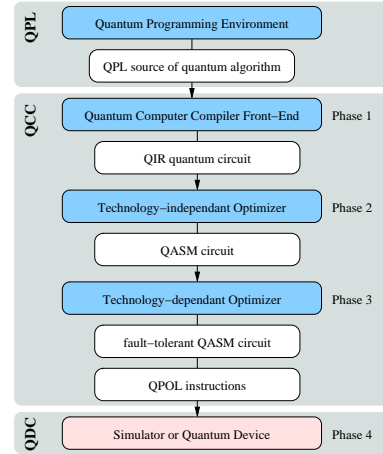 QPL
Quantum Programming Environment
QPL source of quantum algorithm
QCC
Quantum Computer Compiler Front−End
Phase 1
QIR quantum circuit
Technology−independant Optimizer
Phase 2
QASM circuit
Technology−dependant Optimizer
Phase 3
fault−tolerant QASM circuit
QPOL instructions
QDC
Simulator or Quantum Device
Phase 4